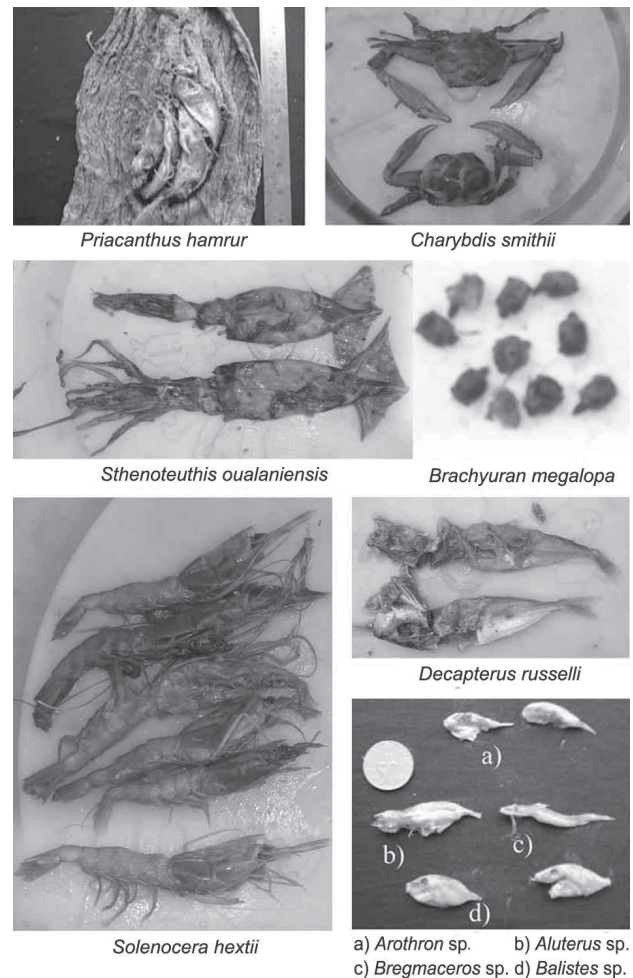 Priacanthus hamrur
Charybdis smithii
Sthenoteuthis oualaniensis
Brachyuran megalopa
Solenocera hextii
Decapterus russelli
a)
b)
c)
d)
a) Arothron sp. b) Aluterus sp.
c) Bregmaceros sp. d) Balistes sp